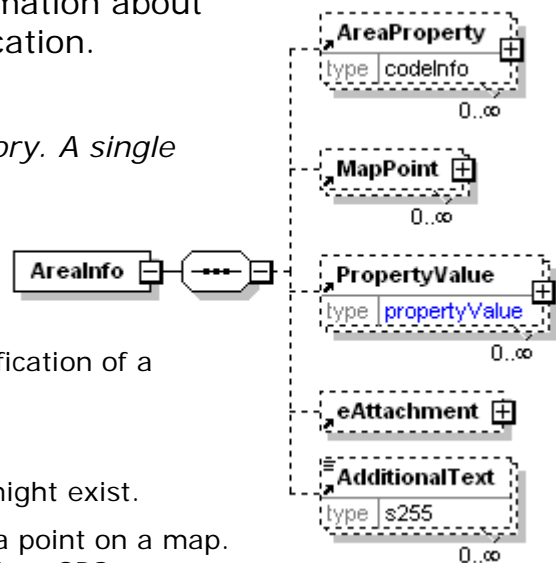 mation about
cation.
ory. A single
fication of a
night exist.
a point on a map.
AreaInfo
AreaProperty
type codeInfo
0..∞
MapPoint
0..∞
PropertyValue
type propertyValue
0..∞
eAttachment
AdditionalText
type s255
0..∞